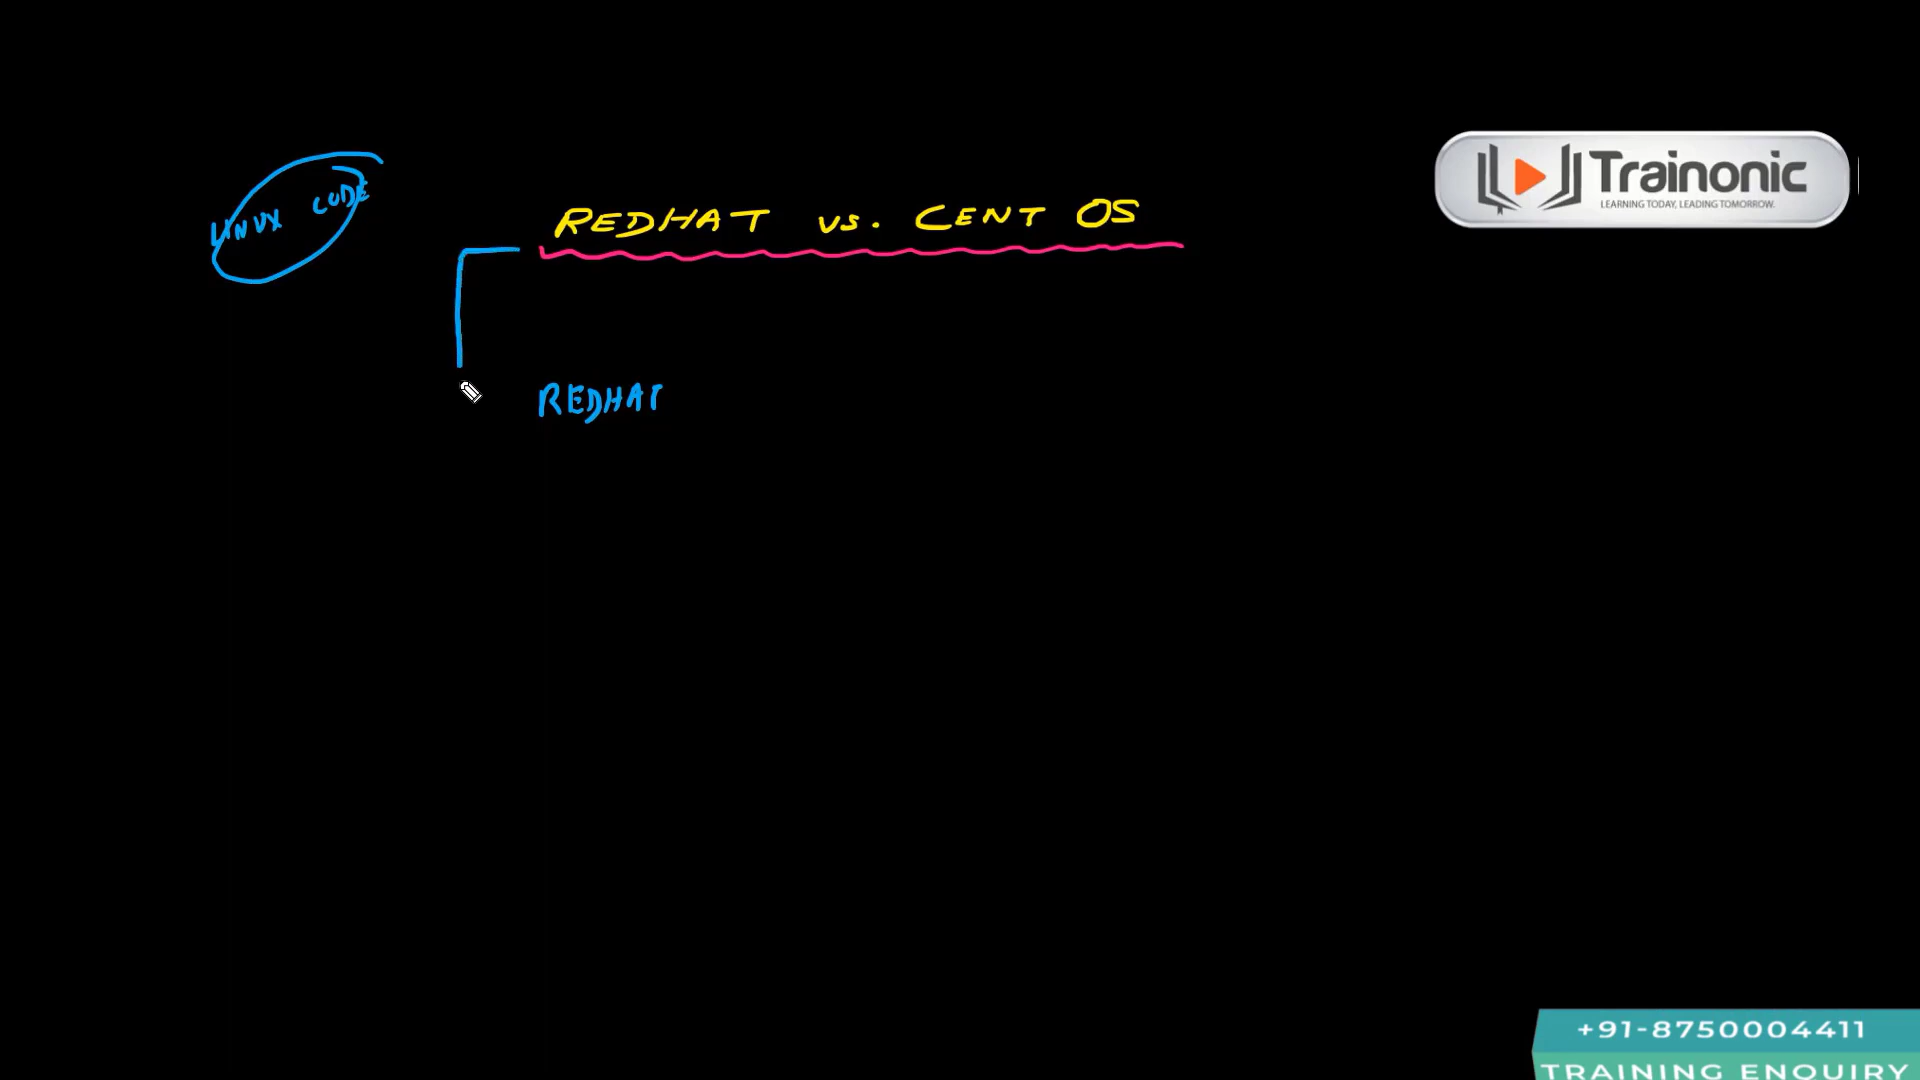 LINUX CODE
REDHAT vs. CENT OS
REDHAT
Trainonic
LEARNING TODAY, LEADING TOMORROW.
+91-8750004411
TRAINING ENQUIRY